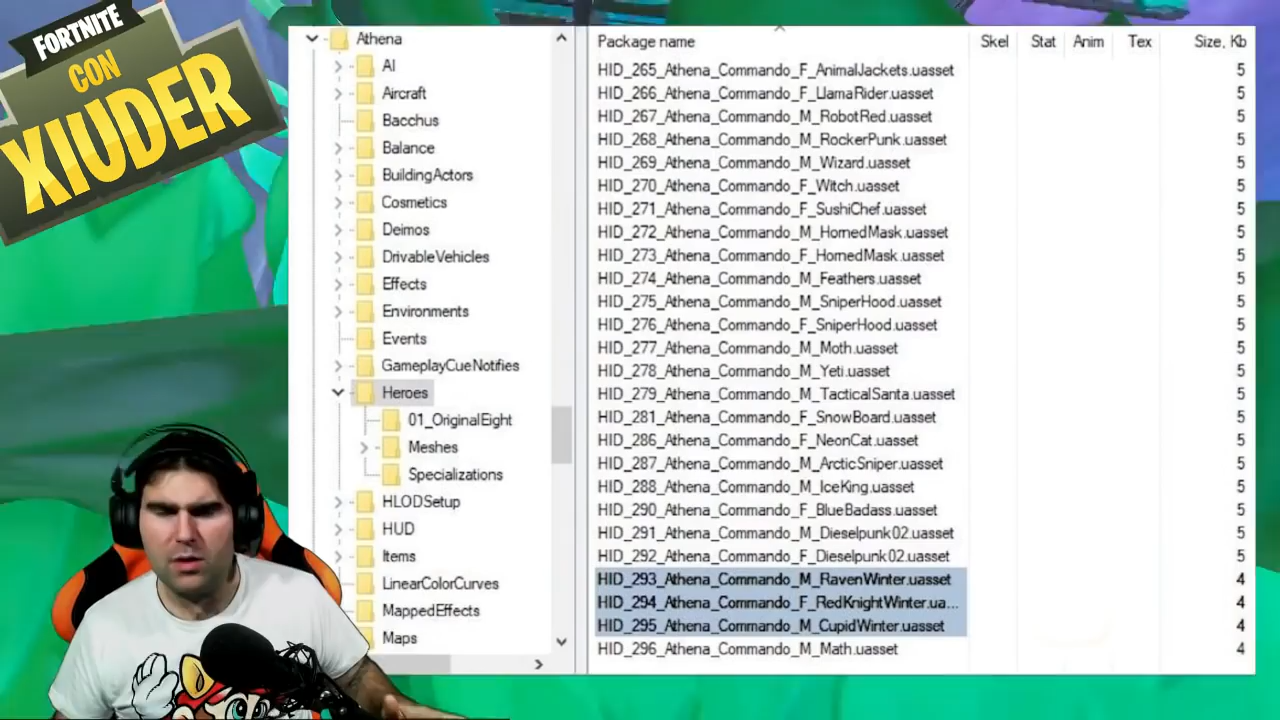 FORTNITE
CON
XIUDER
Athena
AI
Aircraft
Bacchus
Balance
BuildingActors
Cosmetics
Deimos
DrivableVehicles
Effects
Environments
Events
GameplayCueNotifies
Heroes
01_OriginalEight
Meshes
Specializations
HLODSetup
HUD
Items
LinearColorCurves
MappedEffects
Maps
Package name Skel Stat Anim Tex Size, Kb
HID_265_Athena_Commando_F_AnimalJackets.uasset 5
HID_266_Athena_Commando_F_LlamaRider.uasset 5
HID_267_Athena_Commando_M_RobotRed.uasset 5
HID_268_Athena_Commando_M_RockerPunk.uasset 5
HID_269_Athena_Commando_M_Wizard.uasset 5
HID_270_Athena_Commando_F_Witch.uasset 5
HID_271_Athena_Commando_F_SushiChef.uasset 5
HID_272_Athena_Commando_M_HornedMask.uasset 5
HID_273_Athena_Commando_F_HornedMask.uasset 5
HID_274_Athena_Commando_M_Feathers.uasset 5
HID_275_Athena_Commando_M_SniperHood.uasset 5
HID_276_Athena_Commando_F_SniperHood.uasset 5
HID_277_Athena_Commando_M_Moth.uasset 5
HID_278_Athena_Commando_M_Yeti.uasset 5
HID_279_Athena_Commando_M_TacticalSanta.uasset 5
HID_281_Athena_Commando_F_SnowBoard.uasset 5
HID_286_Athena_Commando_F_NeonCat.uasset 5
HID_287_Athena_Commando_M_ArcticSniper.uasset 5
HID_288_Athena_Commando_M_IceKing.uasset 5
HID_290_Athena_Commando_F_BlueBadass.uasset 5
HID_291_Athena_Commando_M_Dieselpunk02.uasset 5
HID_292_Athena_Commando_F_Dieselpunk02.uasset 5
HID_293_Athena_Commando_M_RavenWinter.uasset 4
HID_294_Athena_Commando_F_RedKnightWinter.ua... 4
HID_295_Athena_Commando_M_CupidWinter.uasset 4
HID_296_Athena_Commando_M_Math.uasset 4